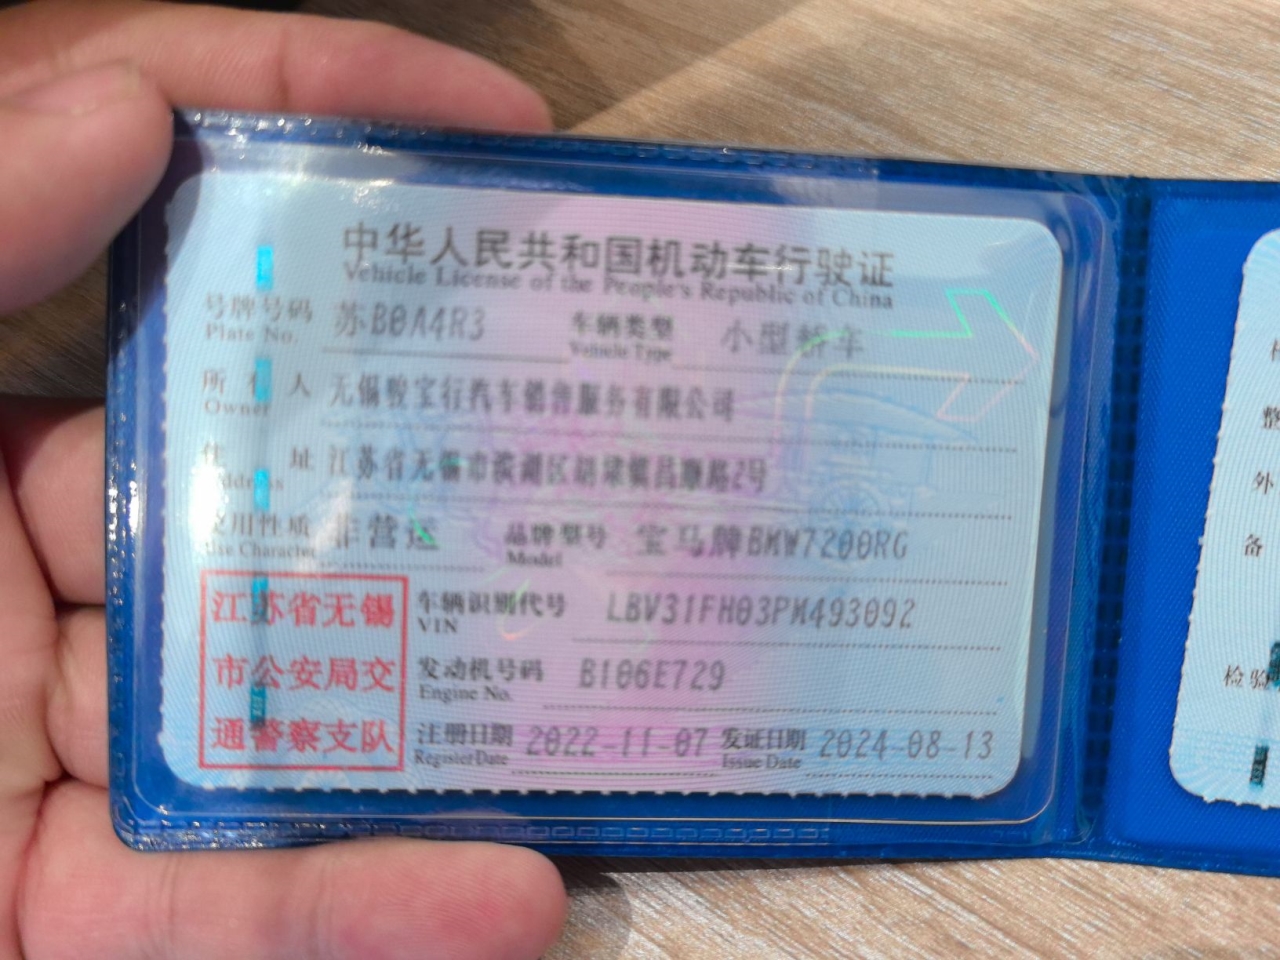 中华人民共和国机动车行驶证
Vehicle License of the People's Republic of China
号牌号码 苏B0A4R3 车辆类型 小型轿车
Plate No. Vehicle Type
所有人 无锡骏宝行汽车销售服务有限公司
Owner
住址 江苏省无锡市滨湖区胡埭镇昌顺路2号
Address
使用性质 非营运 品牌型号 宝马牌BMW7200RG
Use Character Model
江苏省无锡
市公安局交
通警察支队
车辆识别代号 LBV31FH03PM493092
VIN
发动机号码 B106E729
Engine No.
注册日期 2022-11-07 发证日期 2024-08-13
Register Date Issue Date
整
外
备
检验